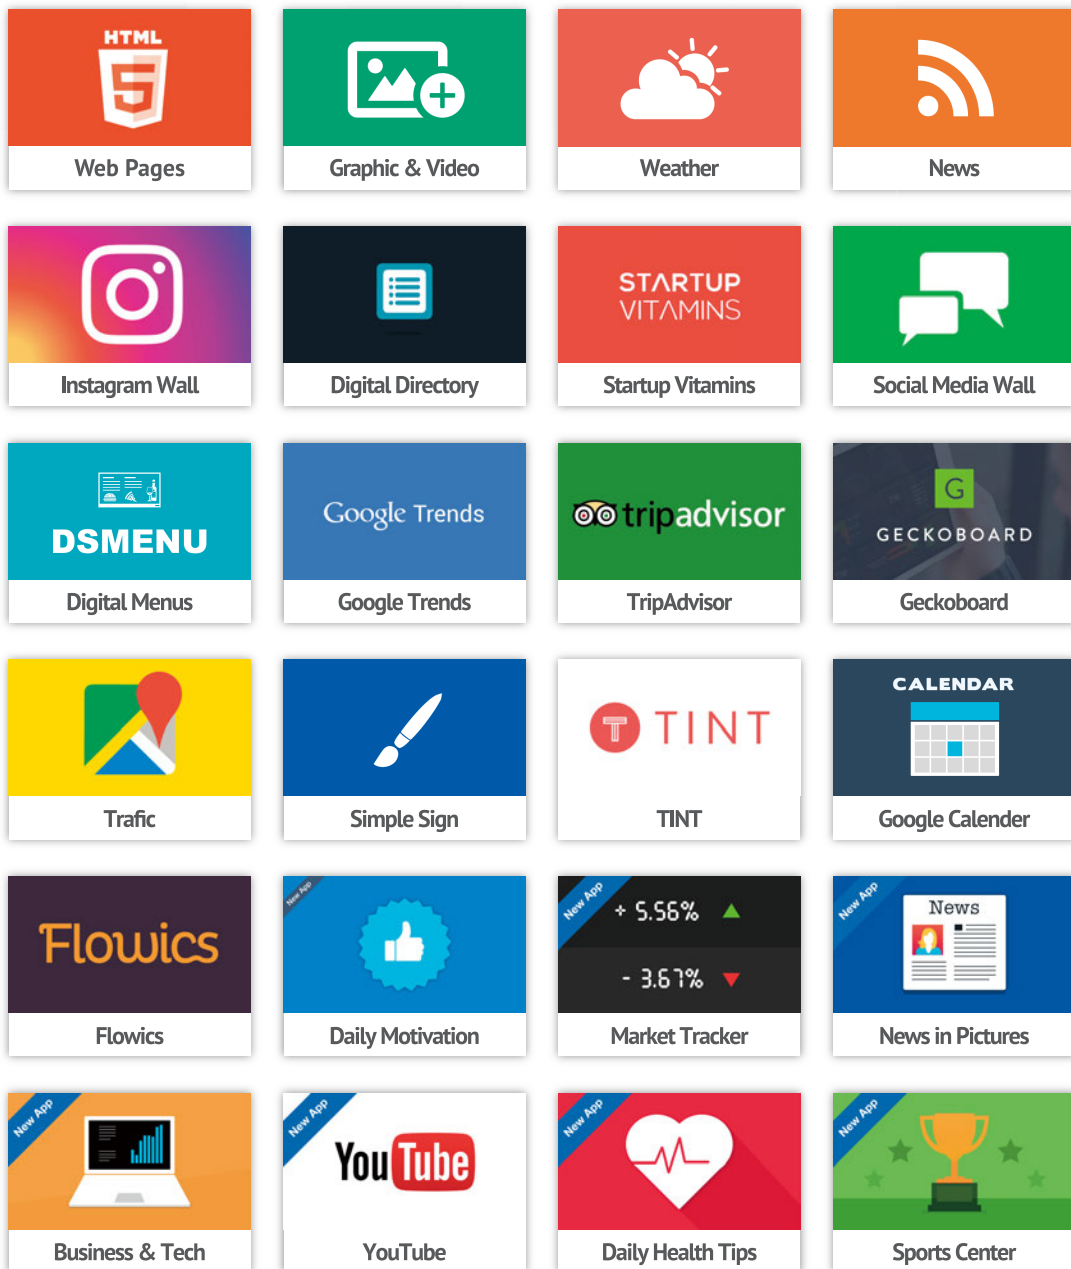 HTML
5
Web Pages
Graphic & Video
Weather
News
Instagram Wall
Digital Directory
STARTUP
VITAMINS
Startup Vitamins
Social Media Wall
DSMENU
Digital Menus
Google Trends
Google Trends
tripadvisor
TripAdvisor
G
GECKOBOARD
Geckoboard
Trafic
Simple Sign
T TINT
TINT
CALENDAR
Google Calender
Flowics
Flowics
New App
Daily Motivation
New App
+ 5.56%
- 3.67%
Market Tracker
New App
News
News in Pictures
New App
Business & Tech
New App
YouTube
YouTube
New App
Daily Health Tips
New App
Sports Center